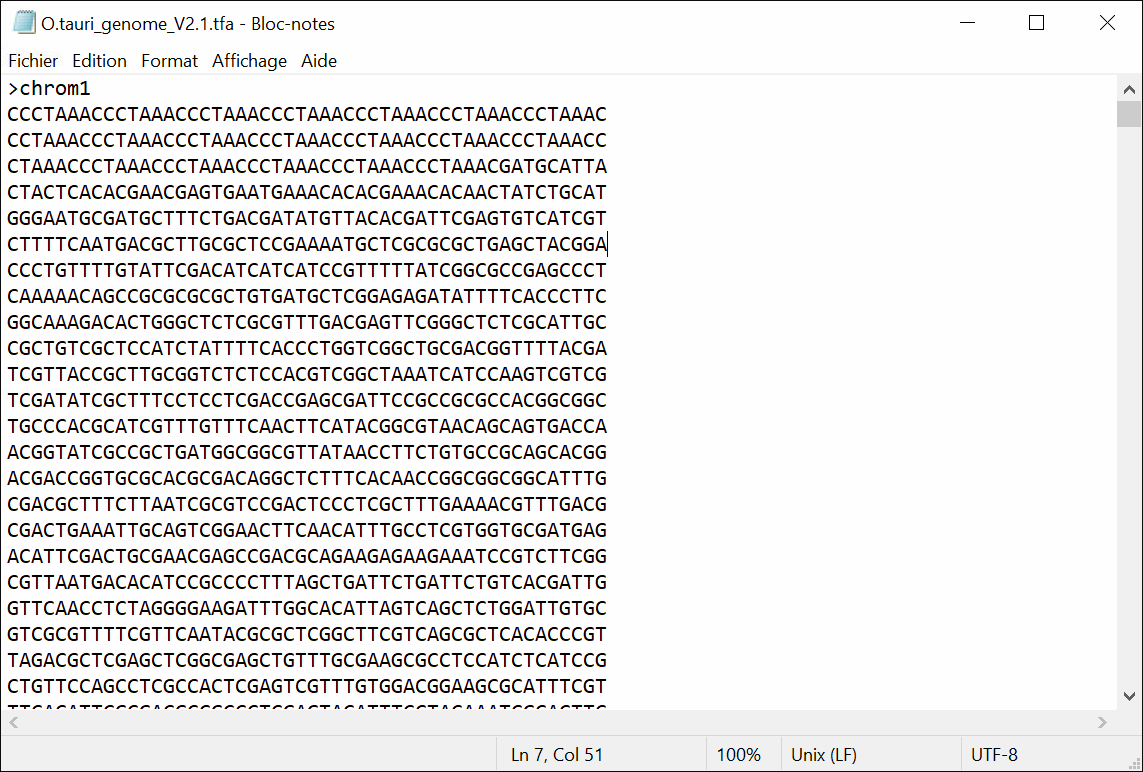 O.tauri_genome_V2.1.tfa - Bloc-notes
Fichier Edition Format Affichage Aide
>chrom1
CCCTAAACCCTAAACCCTAAACCCTAAACCCTAAACCCTAAACCCTAAAC
CCTAAACCCTAAACCCTAAACCCTAAACCCTAAACCCTAAACCCTAAACC
CTAAACCCTAAACCCTAAACCCTAAACCCTAAACCCTAAACGATGCATTA
CTACTCACACGAACGAGTGAATGAAACACACGAAACACAACTATCTGCAT
GGGAATGCGATGCTTTCTGACGATATGTTACACGATTCGAGTGTCATCGT
CTTTTCAATGACGCTTGCGCTCCGAAAATGCTCGCGCGCTGAGCTACGGA
CCCTGTTTTGTATTCGACATCATCATCCGTTTTTATCGGCGCCGAGCCCT
CAAAAACAGCCGCGCGCGCTGTGATGCTCGGAGAGATATTTTCACCCTTC
GGCAAAGACACTGGGCTCTCGCGTTTGACGAGTTCGGGCTCTCGCATTGC
CGCTGTCGCTCCATCTATTTTCACCCTGGTCGGCTGCGACGGTTTTACGA
TCGTTACCGCTTGCGGTCTCTCCACGTCGGCTAAATCATCCAAGTCGTCG
TCGATATCGCTTTCCTCCTCGACCGAGCGATTCCGCCGCGCCACGGCGGC
TGCCCACGCATCGTTTGTTTCAACTTCATACGGCGTAACAGCAGTGACCA
ACGGTATCGCCGCTGATGGCGGCGTTATAACCTTCTGTGCCGCAGCACGG
ACGACCGGTGCGCACGCGACAGGCTCTTTCACAACCGGCGGCGGCATTTG
CGACGCTTTCTTAATCGCGTCCGACTCCCTCGCTTTGAAAACGTTTGACG
CGACTGAAATTGCAGTCGGAACTTCAACATTTGCCTCGTGGTGCGATGAG
ACATTCGACTGCGAACGAGCCGACGCAGAAGAGAAGAAATCCGTCTTCGG
CGTTAATGACACATCCGCCCCTTTAGCTGATTCTGATTCTGTCACGATTG
GTTCAACCTCTAGGGGAAGATTTGGCACATTAGTCAGCTCTGGATTGTGC
GTCGCGTTTTCGTTCAATACGCGCTCGGCTTCGTCAGCGCTCACACCCGT
TAGACGCTCGAGCTCGGCGAGCTGTTTGCGAAGCGCCTCCATCTCATCCG
CTGTTCCAGCCTCGCCACTCGAGTCGTTTGTGGACGGAAGCGCATTTCGT
Ln 7, Col 51 100% Unix (LF) UTF-8